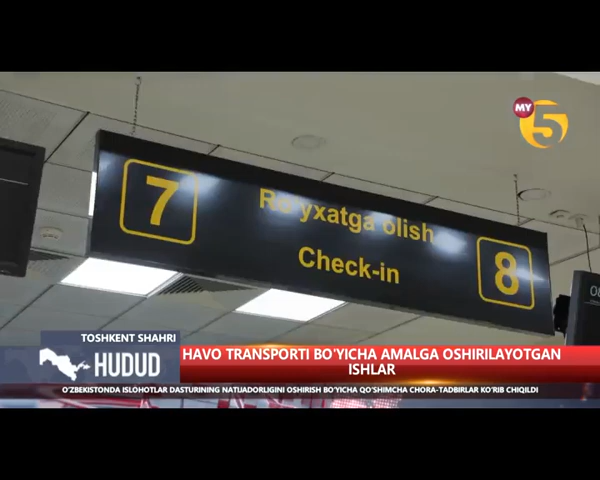 MY
5
7
Ro'yxatga olish
Check-in
8
TOSHKENT SHAHRI
HUDUD
HAVO TRANSPORTI BO'YICHA AMALGA OSHIRILAYOTGAN
ISHLAR
O'ZBEKISTONDA ISLOHOTLAR DASTURINING NATIJADORLIGINI OSHIRISH BO'YICHA QO'SHIMCHA CHORA-TADBIRLAR KO'RIB CHIQILDI